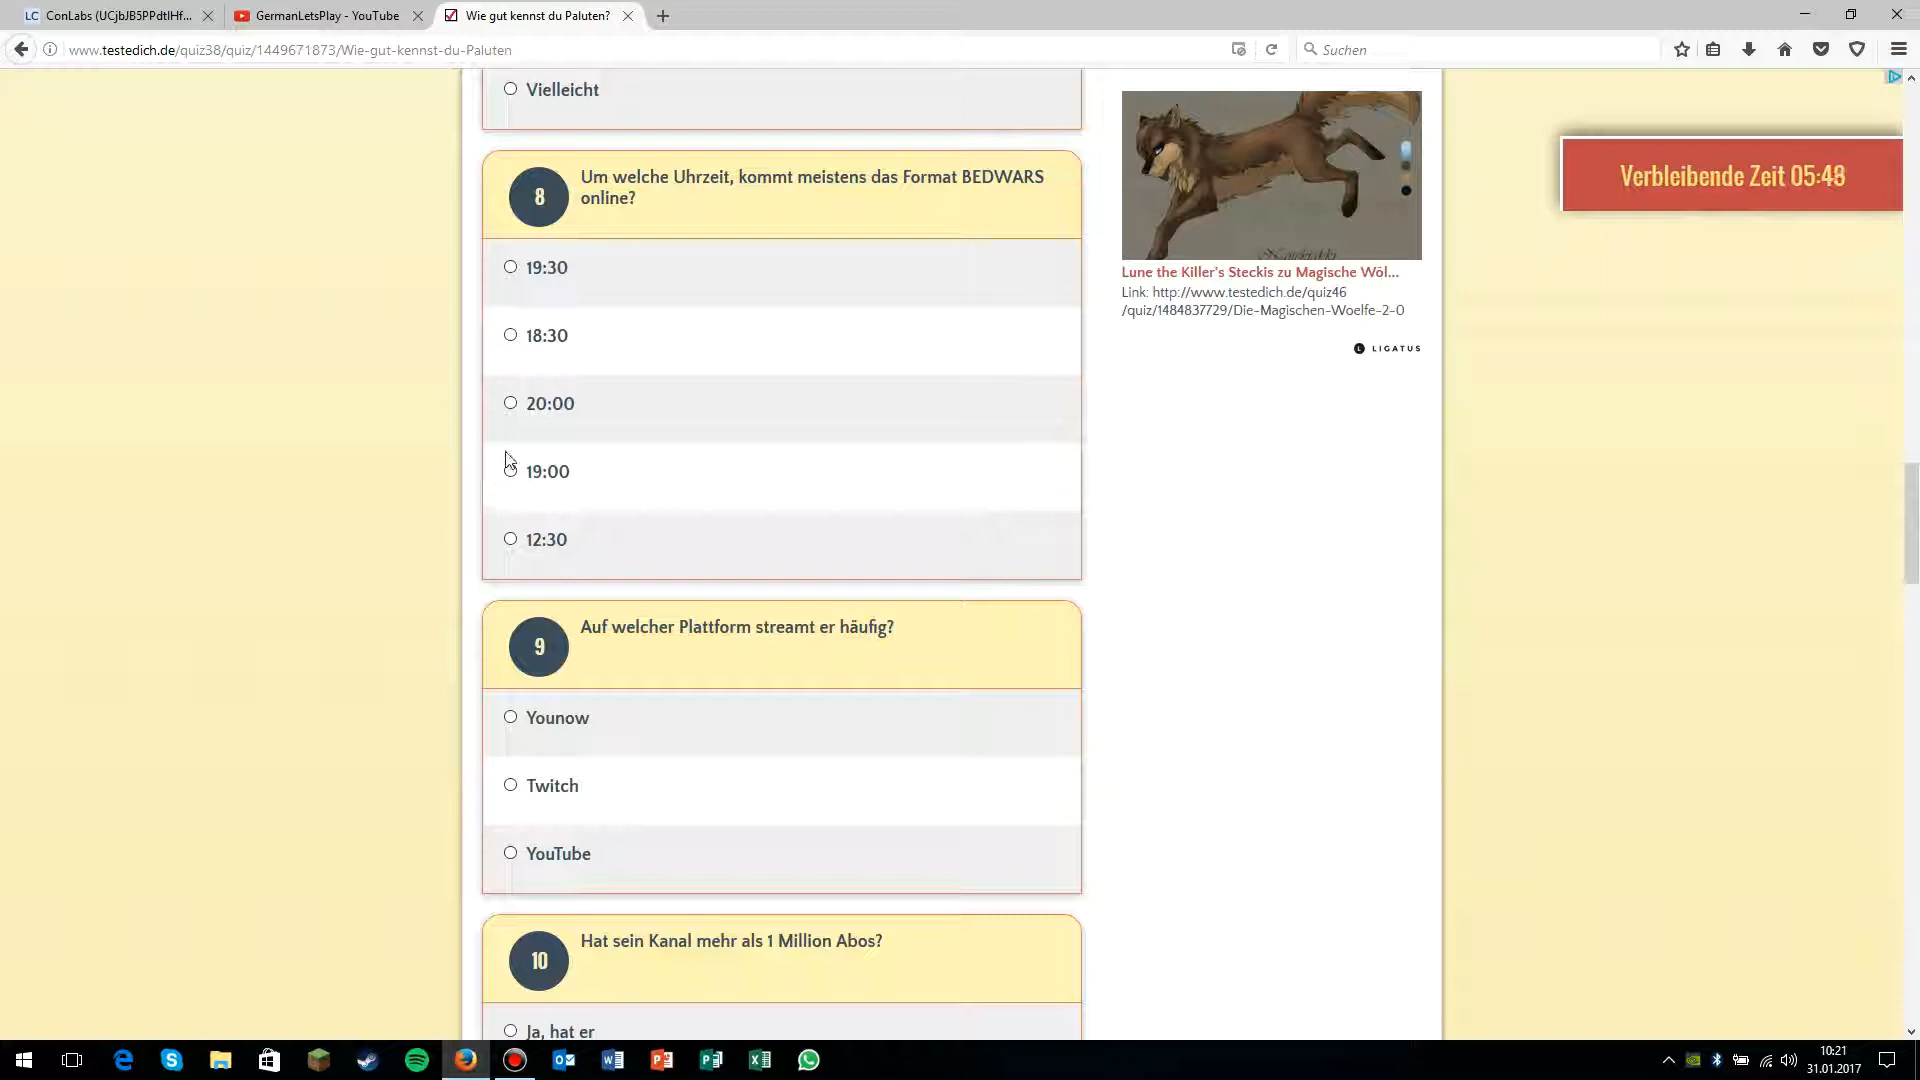 LC ConLabs (UCjbJB5PPdtlHf...
GermanLetsPlay - YouTube
Wie gut kennst du Paluten?
www.testedich.de/quiz38/quiz/1449671873/Wie-gut-kennst-du-Paluten
Suchen
Vielleicht
8
Um welche Uhrzeit, kommt meistens das Format BEDWARS
online?
19:30
18:30
20:00
19:00
12:30
9
Auf welcher Plattform streamt er häufig?
Younow
Twitch
YouTube
10
Hat sein Kanal mehr als 1 Million Abos?
Ja, hat er
Lune the Killer's Steckis zu Magische Wöl...
Link: http://www.testedich.de/quiz46
/quiz/1484837729/Die-Magischen-Woelfe-2-0
L LIGATUS
Verbleibende Zeit 05:48
10:21
31.01.2017